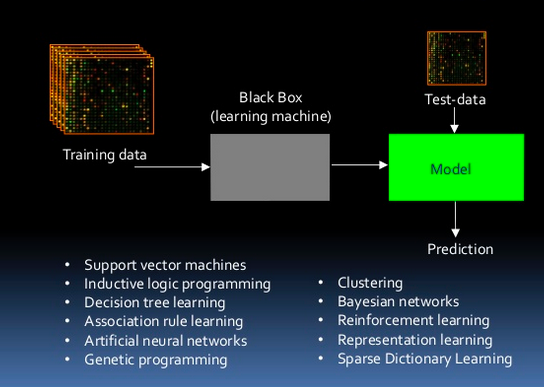 Black Box
(learning machine)
Test-data
Training data
Model
Prediction
• Support vector machines
• Inductive logic programming
• Decision tree learning
• Association rule learning
• Artificial neural networks
• Genetic programming
• Clustering
• Bayesian networks
• Reinforcement learning
• Representation learning
• Sparse Dictionary Learning